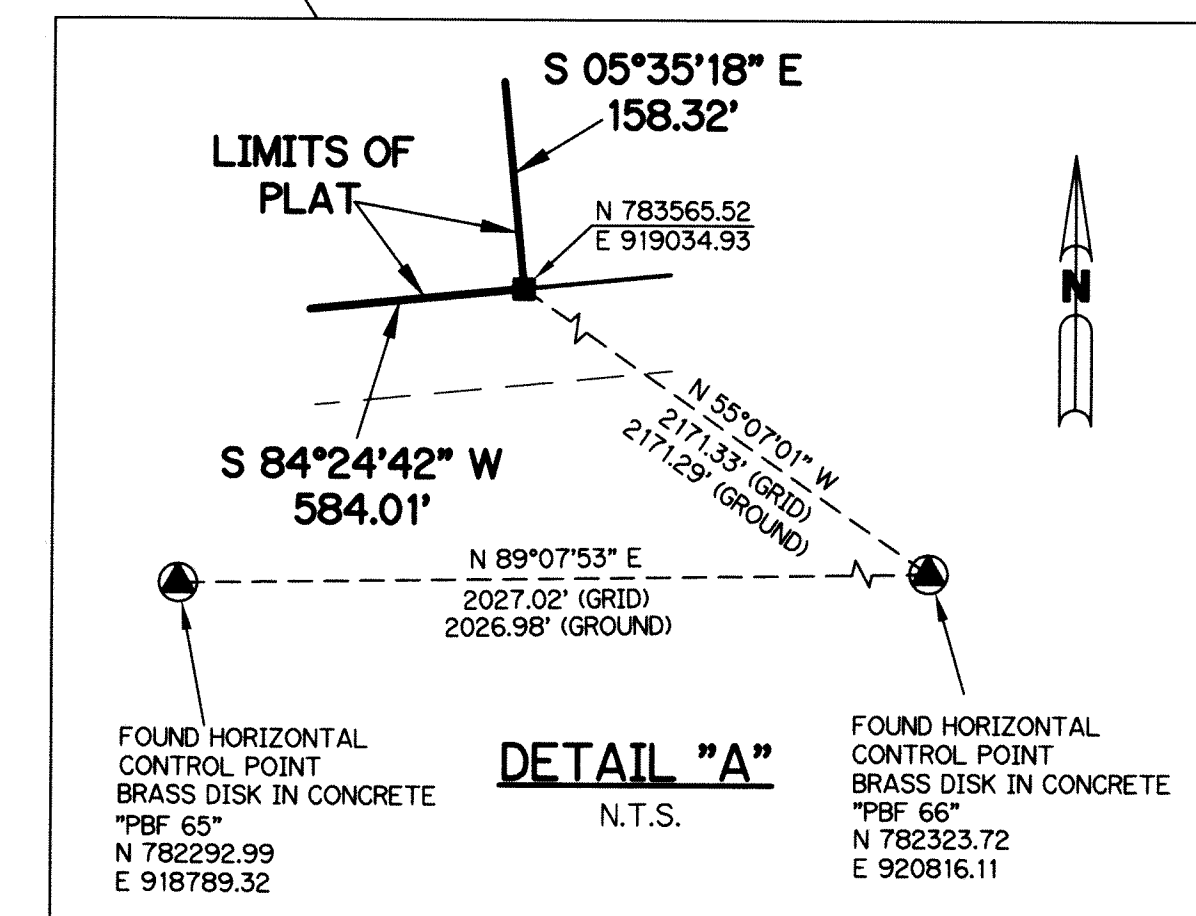 S 05°35'18" E
158.32'
LIMITS OF
PLAT
N 783565.52
E 919034.93
N
N 55°07'01" W
2171.33' (GRID)
2171.29' (GROUND)
S 84°24'42" W
584.01'
N 89°07'53" E
2027.02' (GRID)
2026.98' (GROUND)
FOUND HORIZONTAL
CONTROL POINT
BRASS DISK IN CONCRETE
"PBF 65"
N 782292.99
E 918789.32
DETAIL "A"
N.T.S.
FOUND HORIZONTAL
CONTROL POINT
BRASS DISK IN CONCRETE
"PBF 66"
N 782323.72
E 920816.11